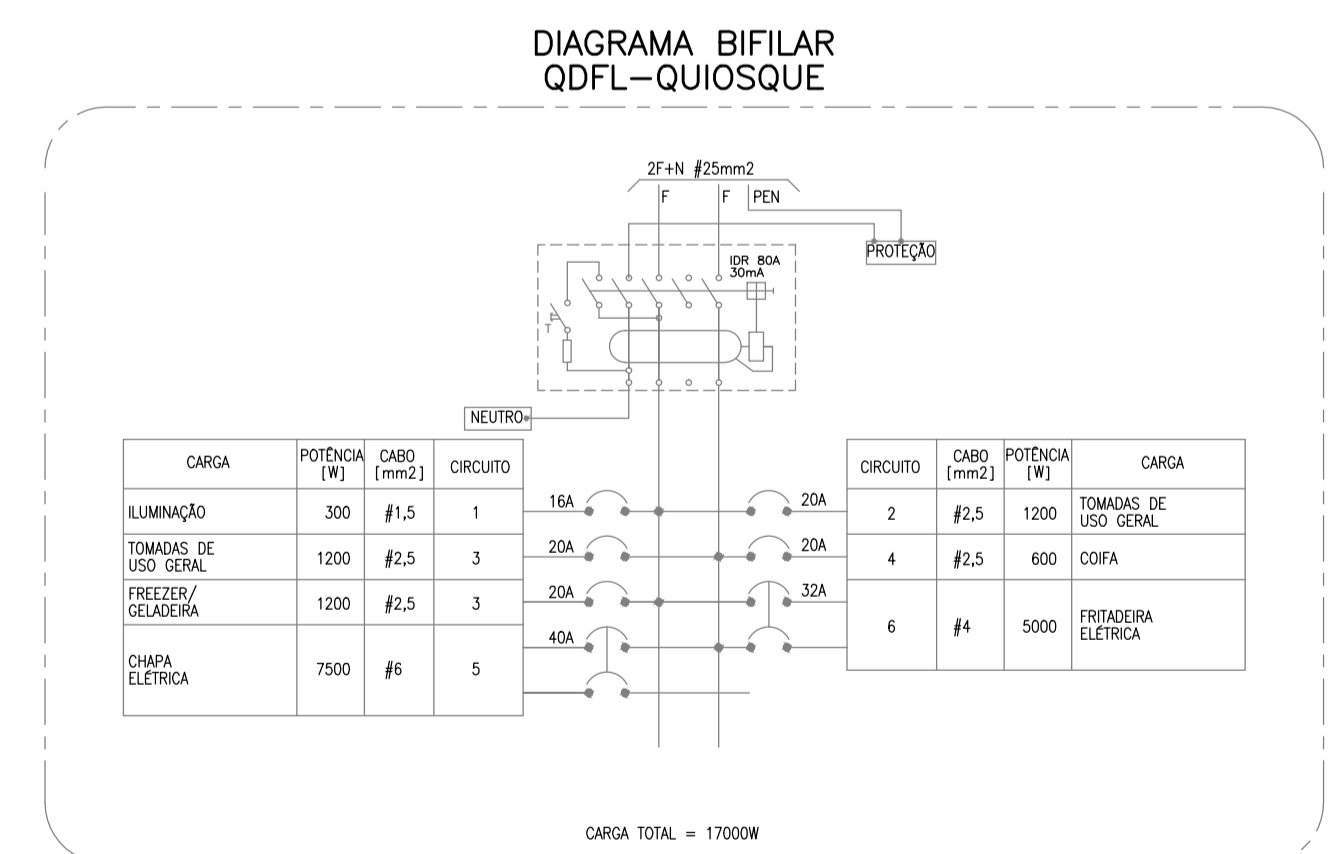 DIAGRAMA BIFILAR
QDFL-QUIOSQUE
2F+N #25mm2
F F PEN
PROTEÇÃO
IDR 80A
30mA
T
NEUTRO
CARGA POTÊNCIA [W] CABO [mm2] CIRCUITO
ILUMINAÇÃO 300 #1,5 1 16A
TOMADAS DE
USO GERAL 1200 #2,5 3 20A
FREEZER/
GELADEIRA 1200 #2,5 3 20A
CHAPA
ELÉTRICA 7500 #6 5 40A
CIRCUITO CABO [mm2] POTÊNCIA [W] CARGA
20A 2 #2,5 1200 TOMADAS DE
USO GERAL
20A 4 #2,5 600 COIFA
32A 6 #4 5000 FRITADEIRA
ELÉTRICA
CARGA TOTAL = 17000W